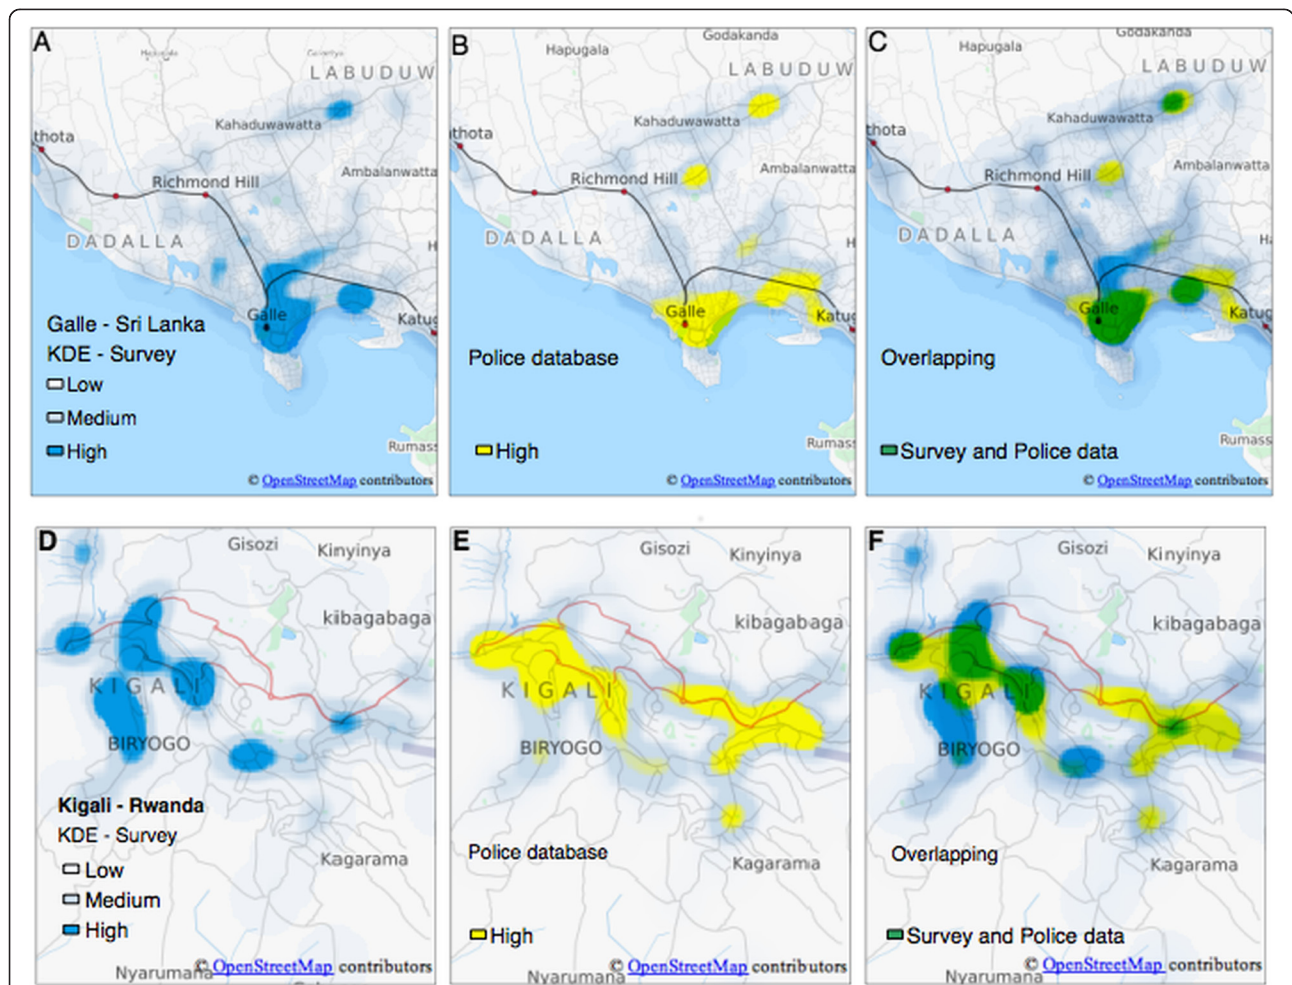 A
LABUDUW
Kahaduwawatta
thota
Ambalanwatta
Richmond Hill
DADALLA
H
Galle
Katug
Galle - Sri Lanka
KDE - Survey
Low
Medium
High
Rumass
© OpenStreetMap contributors
B
Godakanda
Hapugala
LABUDUW
Kahaduwawatta
thota
Ambalanwatta
Richmond Hill
DADALLA
H
Galle
Katu
Police database
High
Rumas
© OpenStreetMap contributors
C
Godakanda
Hapugala
LABUDUW
Kahaduwawatta
thota
Ambalanwatta
Richmond Hill
DADALLA
Ha
Galle
Katug
Overlapping
Survey and Police data
Rumass
© OpenStreetMap contributors
D
Gisozi
Kinyinya
kibagabaga
KIGALI
BIRYOGO
Kigali - Rwanda
KDE - Survey
Low
Medium
High
Kagarama
Nyarumana
© OpenStreetMap contributors
E
Gisozi
Kinyinya
kibagabaga
KIGALI
BIRYOGO
Police database
Kagarama
High
Nyarumana
© OpenStreetMap contributors
F
Gisozi
Kinyinya
kibagabaga
KIGALI
BIRYOGO
Overlapping
Kagarama
Survey and Police data
Nyarumana
© OpenStreetMap contributors